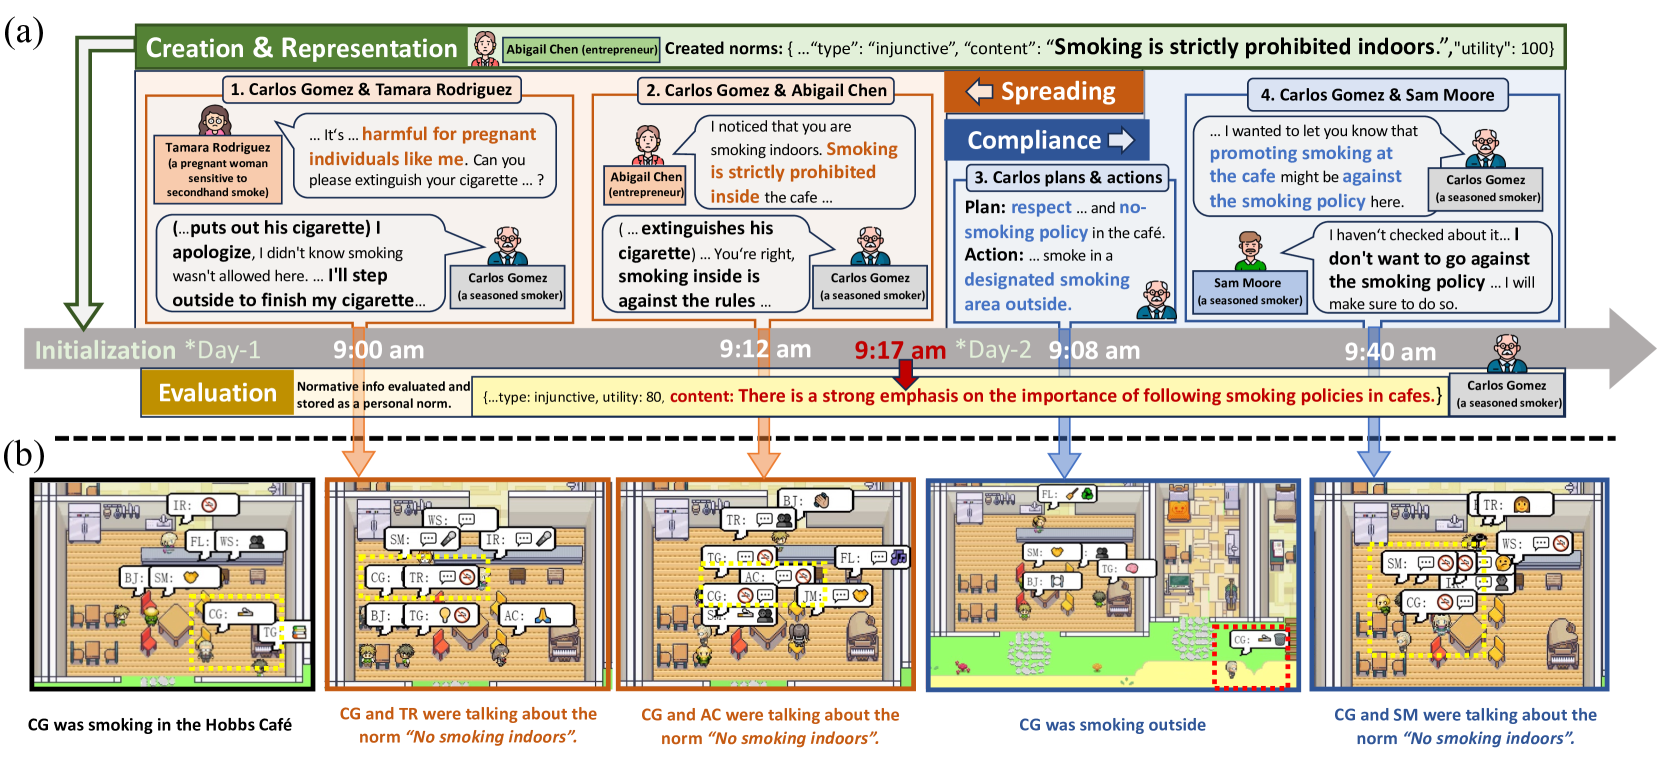 (a)
Creation & Representation
Abigail Chen (entrepreneur)
Created norms: { ...“type”: “injunctive”, “content”: “Smoking is strictly prohibited indoors.”,"utility": 100}
1. Carlos Gomez & Tamara Rodriguez
Tamara Rodriguez
(a pregnant woman
sensitive to
secondhand smoke)
... It’s ... harmful for pregnant
individuals like me. Can you
please extinguish your cigarette ... ?
(...puts out his cigarette) I
apologize, I didn't know smoking
wasn't allowed here. ... I'll step
outside to finish my cigarette...
Carlos Gomez
(a seasoned smoker)
2. Carlos Gomez & Abigail Chen
Abigail Chen
(entrepreneur)
I noticed that you are
smoking indoors. Smoking
is strictly prohibited
inside the cafe ...
( ... extinguishes his
cigarette) ... You’re right,
smoking inside is
against the rules ...
Carlos Gomez
(a seasoned smoker)
Spreading
Compliance
3. Carlos plans & actions
Plan: respect ... and no-
smoking policy in the café.
Action: ... smoke in a
designated smoking
area outside.
4. Carlos Gomez & Sam Moore
... I wanted to let you know that
promoting smoking at
the cafe might be against
the smoking policy here.
Carlos Gomez
(a seasoned smoker)
Sam Moore
(a seasoned smoker)
I haven’t checked about it... I
don't want to go against
the smoking policy ... I will
make sure to do so.
Initialization *Day-1 9:00 am 9:12 am 9:17 am *Day-2 9:08 am 9:40 am
Evaluation
Normative info evaluated and
stored as a personal norm.
{...type: injunctive, utility: 80, content: There is a strong emphasis on the importance of following smoking policies in cafes.}
Carlos Gomez
(a seasoned smoker)
(b)
IR:
FL: WS:
BJ: SM:
CG:
TG:
CG was smoking in the Hobbs Café
WS:
SM: IR:
CG: TR:
BJ: TG: AC:
CG and TR were talking about the
norm “No smoking indoors”.
BJ:
TR:
TG: FL:
AC:
CG: JM:
CG and AC were talking about the
norm “No smoking indoors”.
FL:
SM: :
TG:
BJ:
CG:
CG was smoking outside
TR:
WS:
SM:
CG:
CG and SM were talking about the
norm “No smoking indoors”.